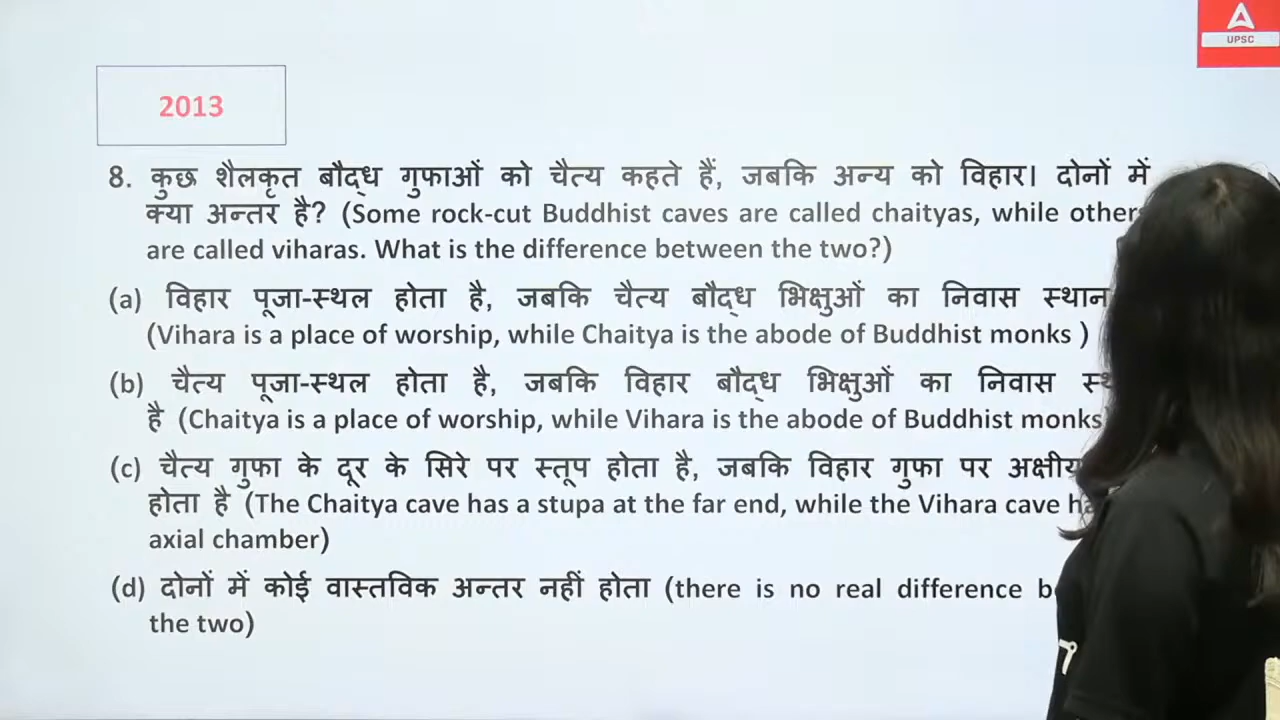 UPSC
2013
8. कुछ शैलकृत बौद्ध गुफाओं को चैत्य कहते हैं, जबकि अन्य को विहार। दोनों में
क्या अन्तर है? (Some rock-cut Buddhist caves are called chaityas, while others
are called viharas. What is the difference between the two?)
(a) विहार पूजा-स्थल होता है, जबकि चैत्य बौद्ध भिक्षुओं का निवास स्थान
(Vihara is a place of worship, while Chaitya is the abode of Buddhist monks )
(b) चैत्य पूजा-स्थल होता है, जबकि विहार बौद्ध भिक्षुओं का निवास
है (Chaitya is a place of worship, while Vihara is the abode of Buddhist monks)
(c) चैत्य गुफा के दूर के सिरे पर स्तूप होता है, जबकि विहार गुफा पर अक्षीय
होता है (The Chaitya cave has a stupa at the far end, while the Vihara cave
axial chamber)
(d) दोनों में कोई वास्तविक अन्तर नहीं होता (there is no real difference
the two)
7